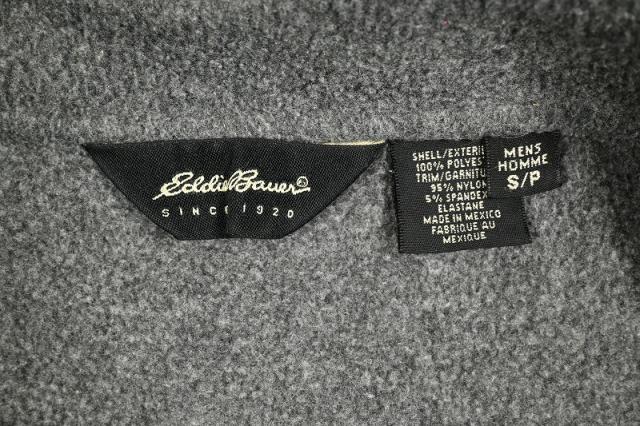 Eddie Bauer
SINCE 1920
SHELL/EXTERI
100% POLYES
TRIM/GARNITU
95% NYLON
5% SPANDEX
ELASTANE
MADE IN MEXICO
FABRIQUE AU
MEXIQUE
MENS
HOMME
S/P